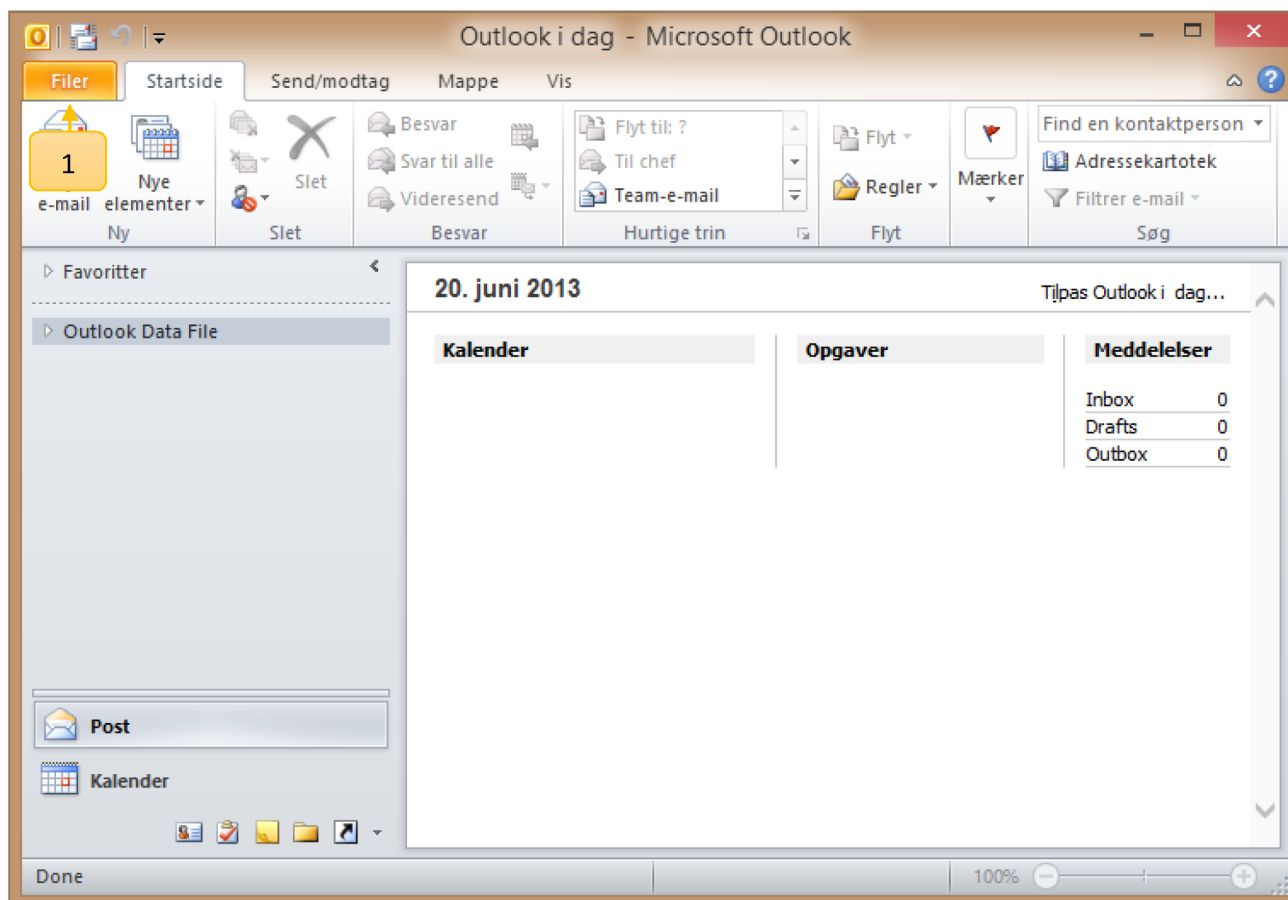 Outlook i dag - Microsoft Outlook
Filer Startside Send/modtag Mappe Vis
1
e-mail
Nye
elementer
Ny
Slet
Slet
Besvar
Svar til alle
Videresend
Besvar
Flyt til: ?
Til chef
Team-e-mail
Hurtige trin
Flyt
Regler
Flyt
Mærker
Find en kontaktperson
Adressekartotek
Filtrer e-mail
Søg
Favoritter
Outlook Data File
20. juni 2013
Tilpas Outlook i dag...
Kalender Opgaver Meddelelser
Inbox 0
Drafts 0
Outbox 0
Post
Kalender
Done
100%